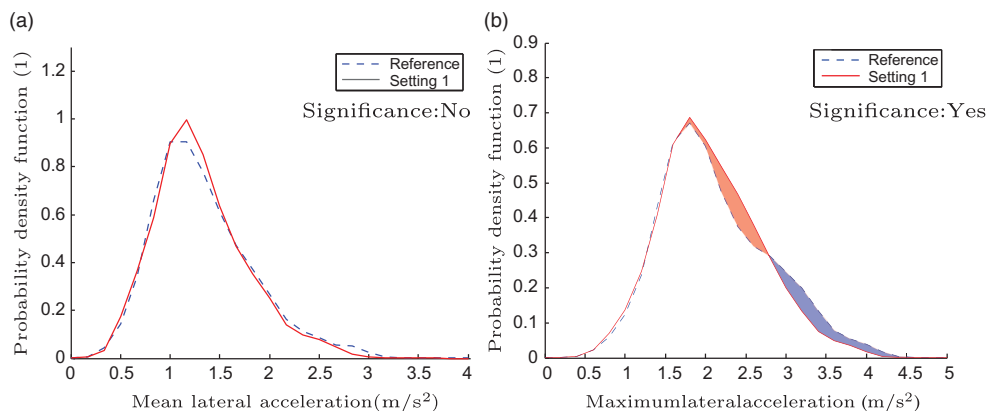 (a)
Probability density function (1)
1.2
1
0.8
0.6
0.4
0.2
0
0 0.5 1 1.5 2 2.5 3 3.5 4
Mean lateral acceleration(m/s²)
Reference
Setting 1
Significance:No
(b)
Probability density function (1)
0.9
0.8
0.7
0.6
0.5
0.4
0.3
0.2
0.1
0
0 0.5 1 1.5 2 2.5 3 3.5 4 4.5 5
Maximumlateralacceleration (m/s²)
Reference
Setting 1
Significance:Yes